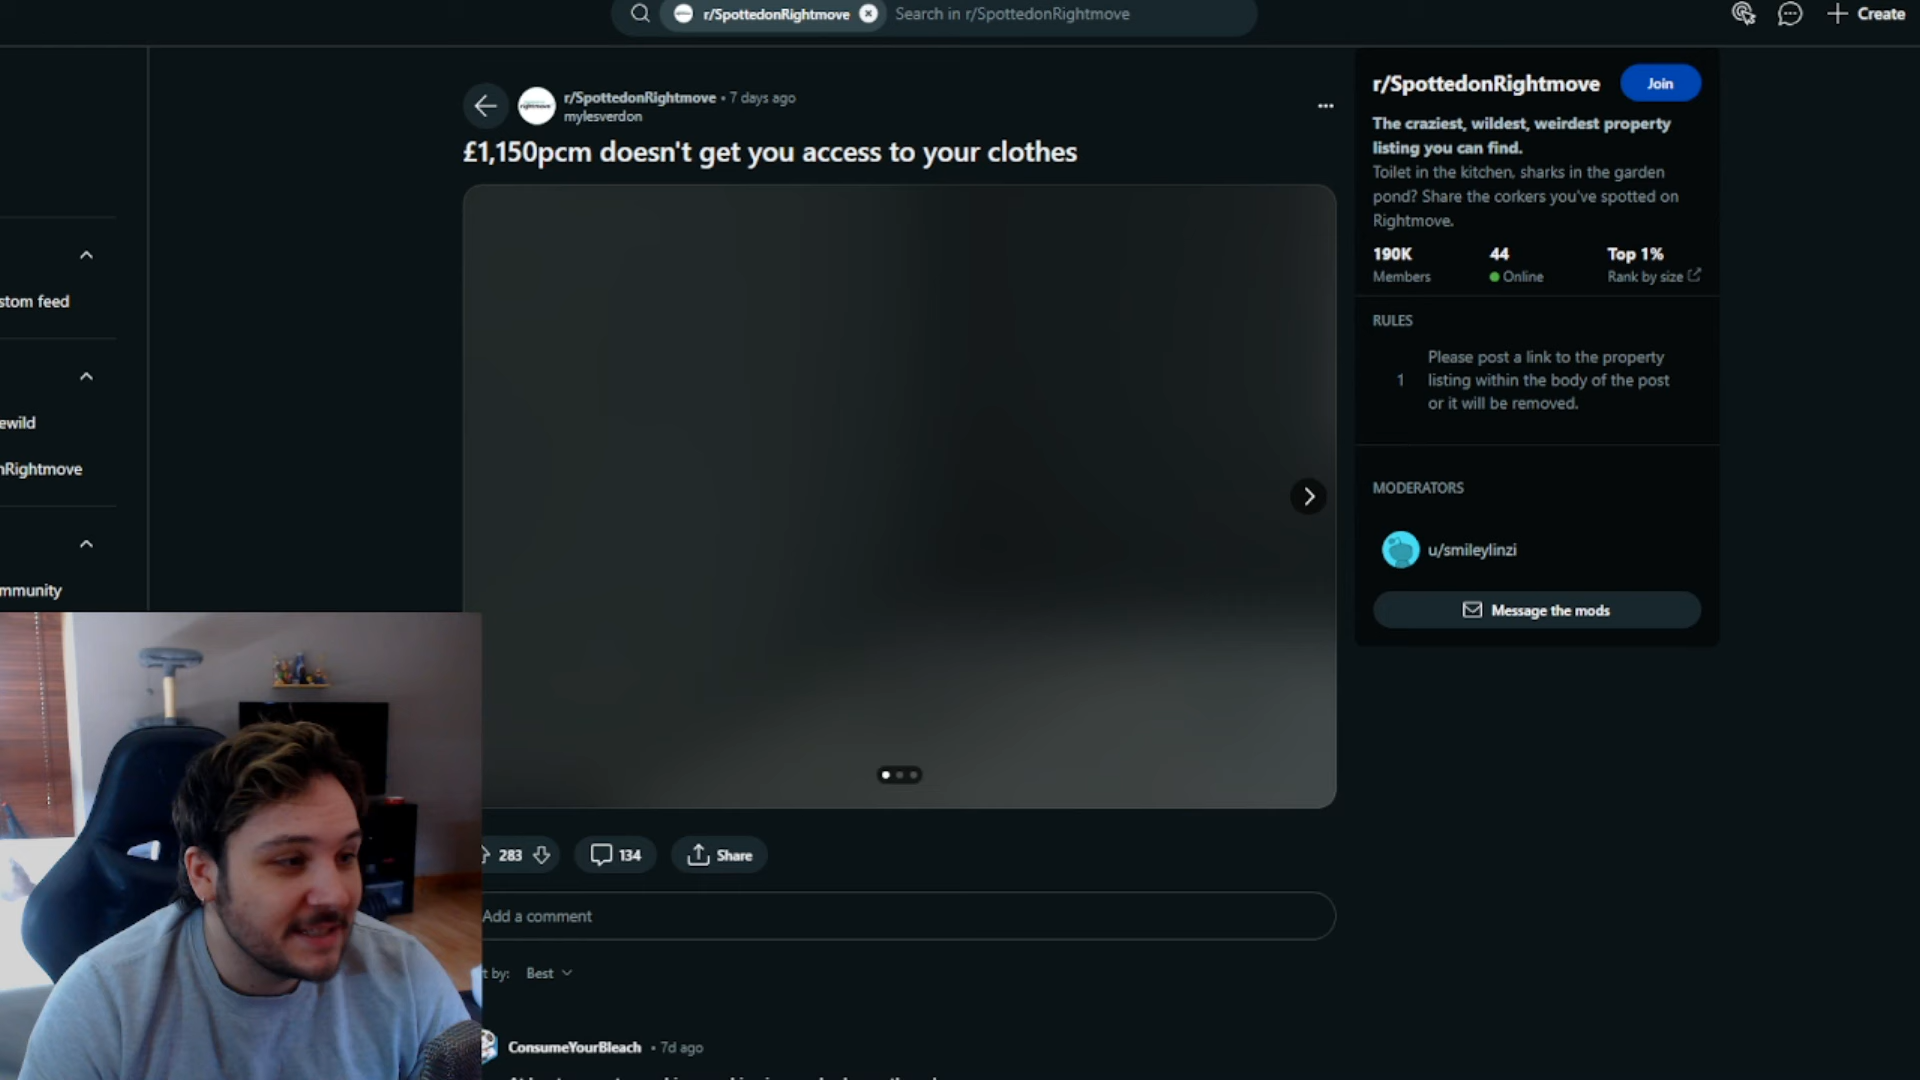 r/SpottedonRightmove
Search in r/SpottedonRightmove
Create
r/SpottedonRightmove • 7 days ago
mylesverdon
£1,150pcm doesn't get you access to your clothes
stom feed
ewild
nRightmove
mmunity
283
134
Share
Add a comment
t by: Best
ConsumeYourBleach • 7d ago
r/SpottedonRightmove
Join
The craziest, wildest, weirdest property
listing you can find.
Toilet in the kitchen, sharks in the garden
pond? Share the corkers you've spotted on
Rightmove.
190K 44 Top 1%
Members Online Rank by size
RULES
Please post a link to the property
1 listing within the body of the post
or it will be removed.
MODERATORS
u/smileylinzi
Message the mods